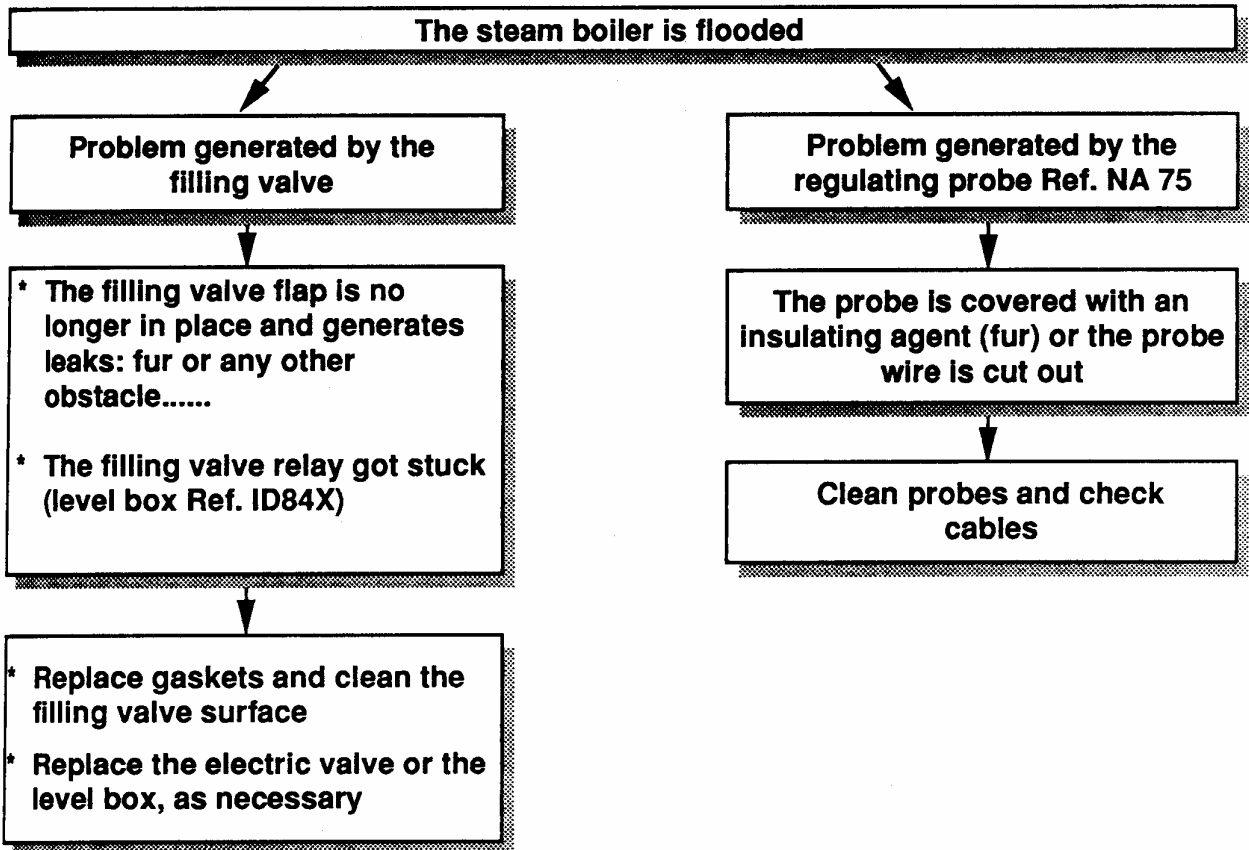 The steam boiler is flooded
Problem generated by the
filling valve
* The filling valve flap is no
longer in place and generates
leaks: fur or any other
obstacle......
* The filling valve relay got stuck
(level box Ref. ID84X)
* Replace gaskets and clean the
filling valve surface
* Replace the electric valve or the
level box, as necessary
Problem generated by the
regulating probe Ref. NA 75
The probe is covered with an
insulating agent (fur) or the probe
wire is cut out
Clean probes and check
cables